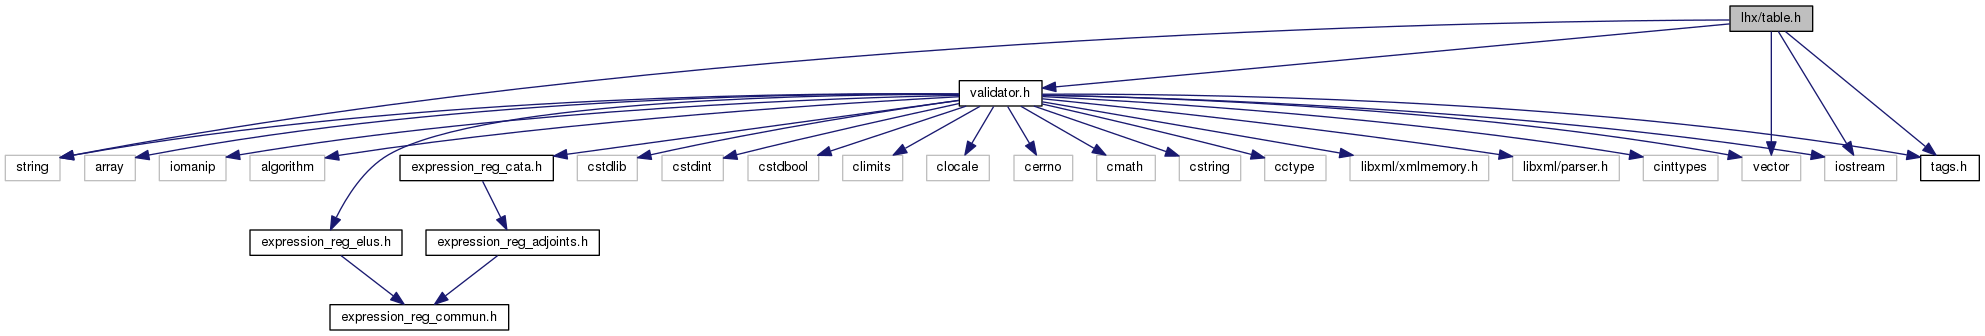 lhx/table.h
validator.h
string
array
iomanip
algorithm
expression_reg_cata.h
cstdlib
cstdint
cstdbool
climits
clocale
cerrno
cmath
cstring
cctype
libxml/xmlmemory.h
libxml/parser.h
cinttypes
vector
iostream
tags.h
expression_reg_elus.h
expression_reg_adjoints.h
expression_reg_commun.h